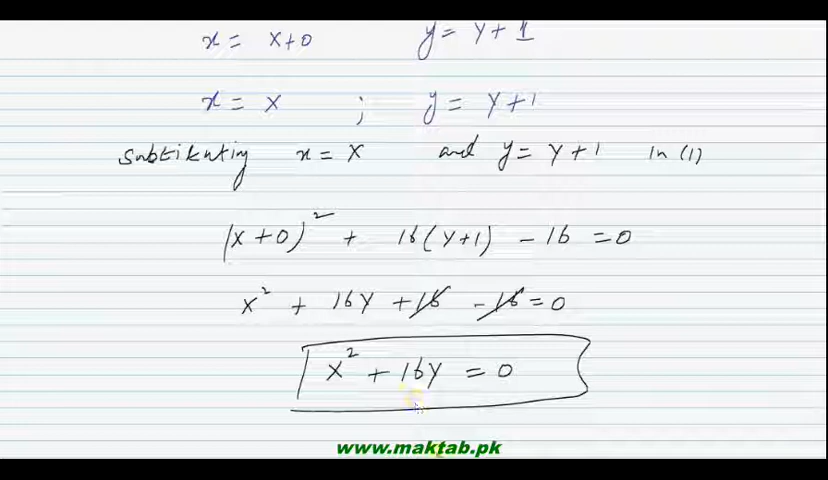 x = X+0 y = Y+1
x = X ; y = Y+1
Substituting x = X and y = Y+1 in (1)
(X+0)² + 16(Y+1) - 16 = 0
X² + 16Y + 16 - 16 = 0
X² + 16Y = 0
www.maktab.pk